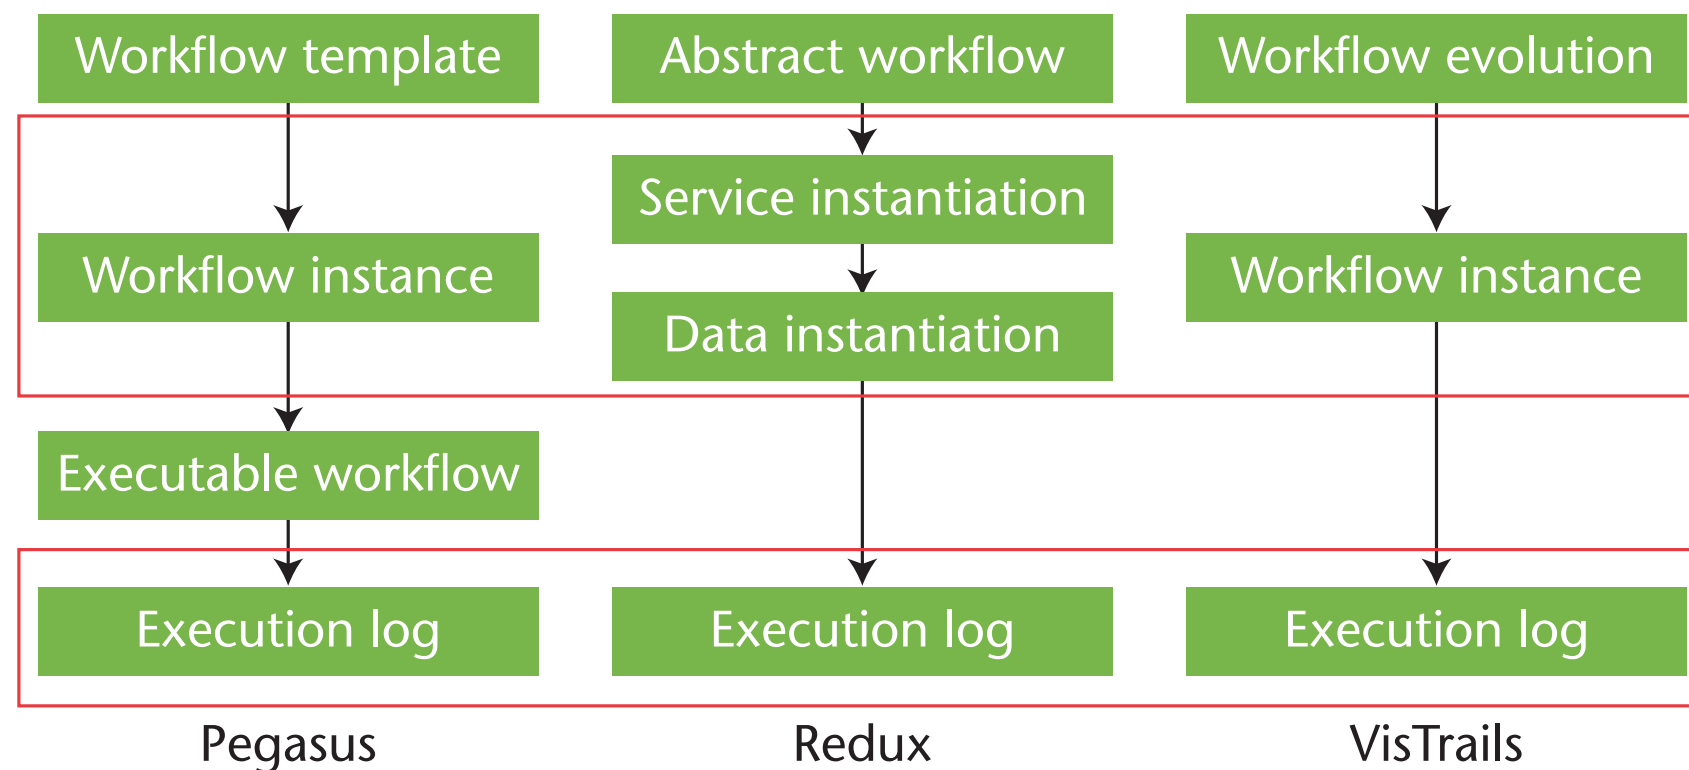 Workflow template
Abstract workflow
Workflow evolution
Service instantiation
Workflow instance
Workflow instance
Data instantiation
Executable workflow
Execution log
Execution log
Execution log
Pegasus
Redux
VisTrails